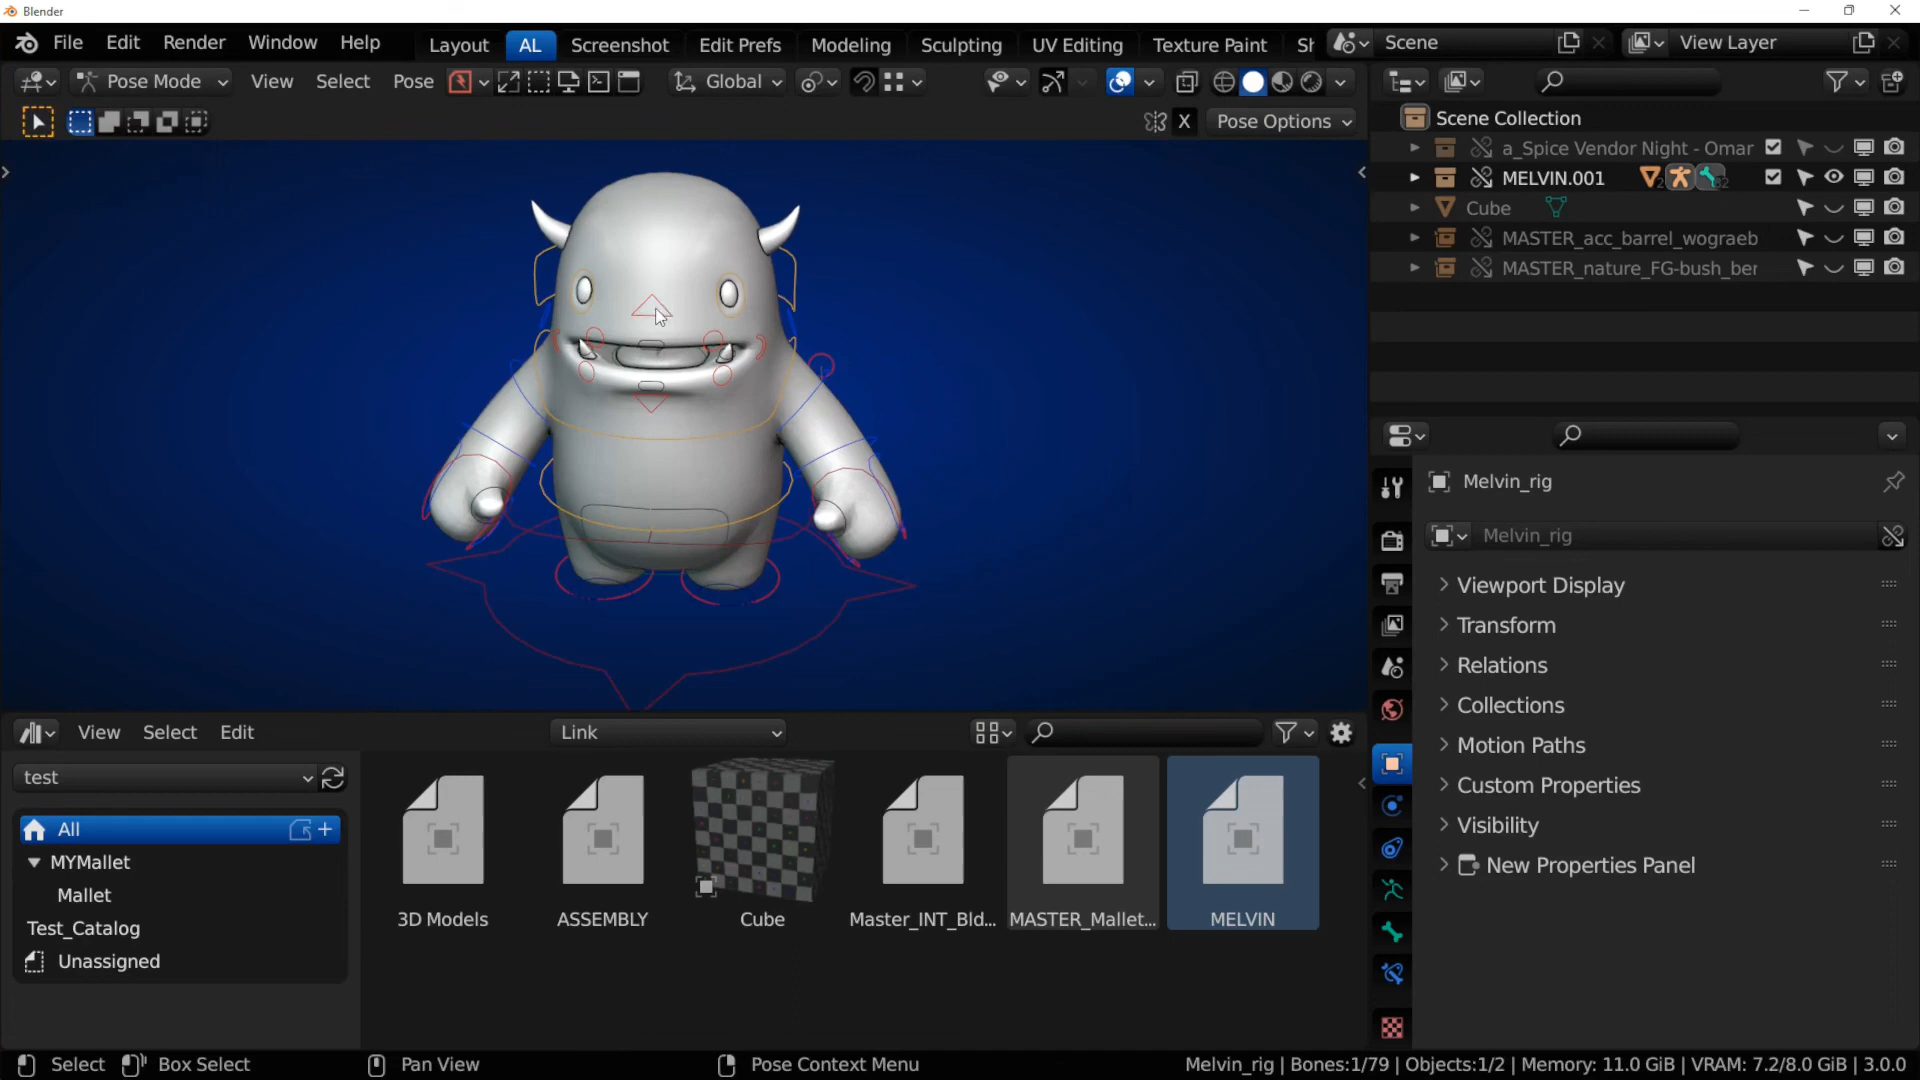 Blender
File Edit Render Window Help Layout AL Screenshot Edit Prefs Modeling Sculpting UV Editing Texture Paint Sh Scene View Layer
Pose Mode View Select Pose Global
X Pose Options
Scene Collection
a_Spice Vendor Night - Omar
MELVIN.001
Cube
MASTER_acc_barrel_wograeb
MASTER_nature_FG-bush_ber
Melvin_rig
Melvin_rig
Viewport Display
Transform
Relations
Collections
Motion Paths
Custom Properties
Visibility
New Properties Panel
View Select Edit Link
test
All
MYMallet
Mallet
Test_Catalog
Unassigned
3D Models ASSEMBLY Cube Master_INT_Bld... MASTER_Mallet... MELVIN
Select Box Select Pan View Pose Context Menu Melvin_rig | Bones:1/79 | Objects:1/2 | Memory: 11.0 GiB | VRAM: 7.2/8.0 GiB | 3.0.0